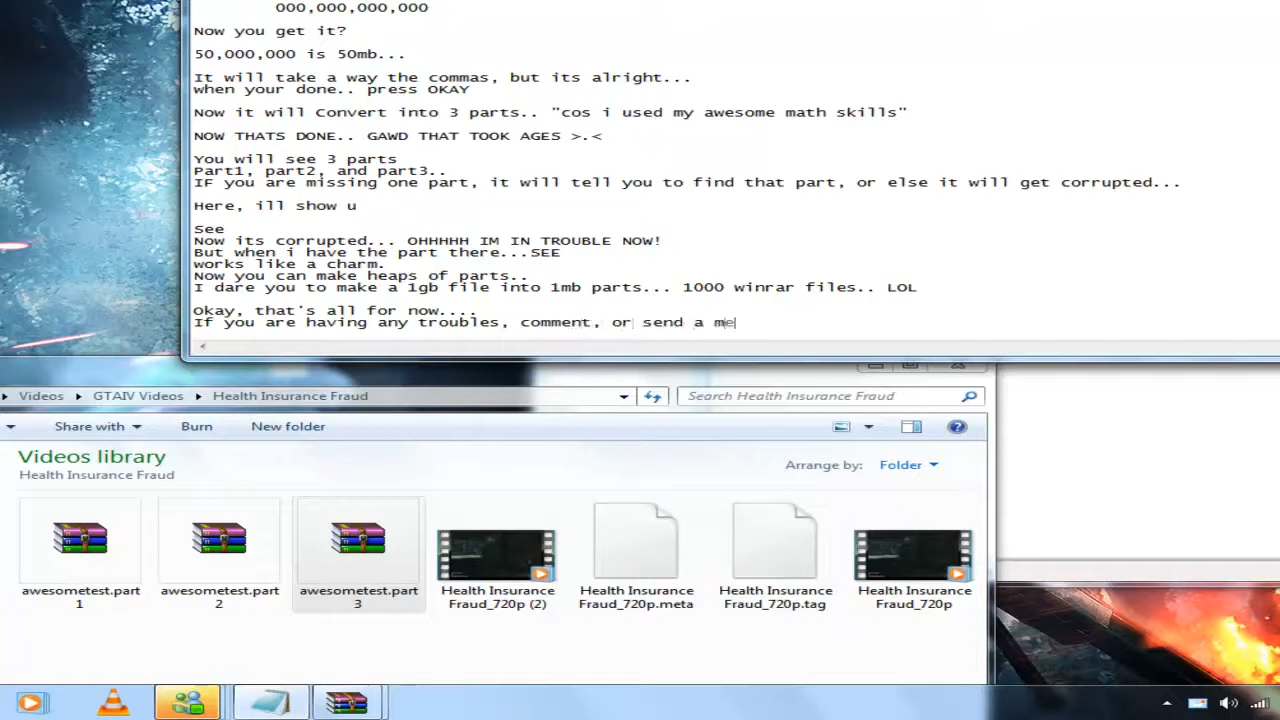 000,000,000,000
Now you get it?
50,000,000 is 50mb...
It will take a way the commas, but its alright...
when your done.. press OKAY
Now it will Convert into 3 parts.. "cos i used my awesome math skills"
NOW THATS DONE.. GAWD THAT TOOK AGES >.<
You will see 3 parts
Part1, part2, and part3..
IF you are missing one part, it will tell you to find that part, or else it will get corrupted...
Here, ill show u
See
Now its corrupted... OHHHHH IM IN TROUBLE NOW!
But when i have the part there...SEE
works like a charm.
Now you can make heaps of parts..
I dare you to make a 1gb file into 1mb parts... 1000 winrar files.. LOL
Okay, that's all for now....
If you are having any troubles, comment, or send a me
Videos GTAIV Videos Health Insurance Fraud Search Health Insurance Fraud
Share with Burn New folder
Videos library
Health Insurance Fraud
Arrange by: Folder
awesometest.part
1
awesometest.part
2
awesometest.part
3
Health Insurance
Fraud_720p (2)
Health Insurance
Fraud_720p.meta
Health Insurance
Fraud_720p.tag
Health Insurance
Fraud_720p